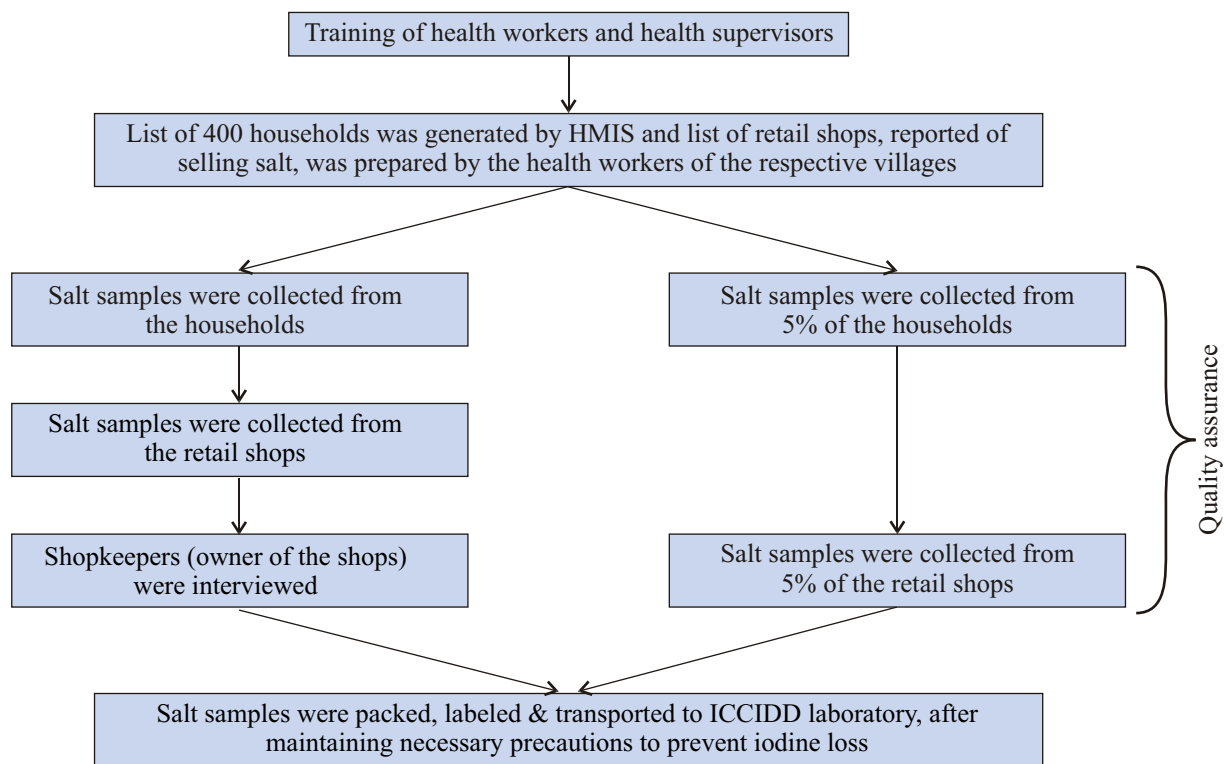 Training of health workers and health supervisors
List of 400 households was generated by HMIS and list of retail shops, reported of
selling salt, was prepared by the health workers of the respective villages
Salt samples were collected from
the households
Salt samples were collected from
the retail shops
Shopkeepers (owner of the shops)
were interviewed
Salt samples were collected from
5% of the households
Salt samples were collected from
5% of the retail shops
Quality assurance
Salt samples were packed, labeled & transported to ICCIDD laboratory, after
maintaining necessary precautions to prevent iodine loss